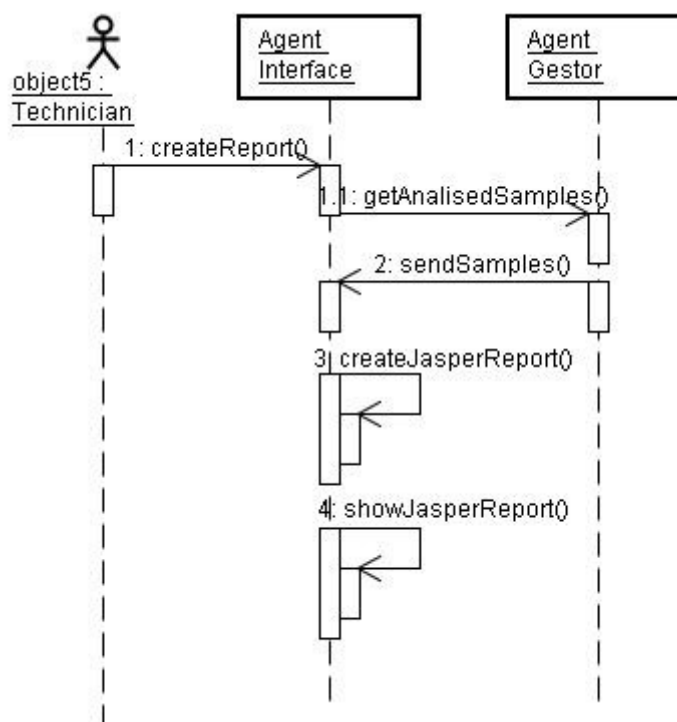 object5 :
Technician
Agent
Interface
Agent
Gestor
1: createReport()
1.1: getAnalisedSamples()
2: sendSamples()
3: createJasperReport()
4: showJasperReport()